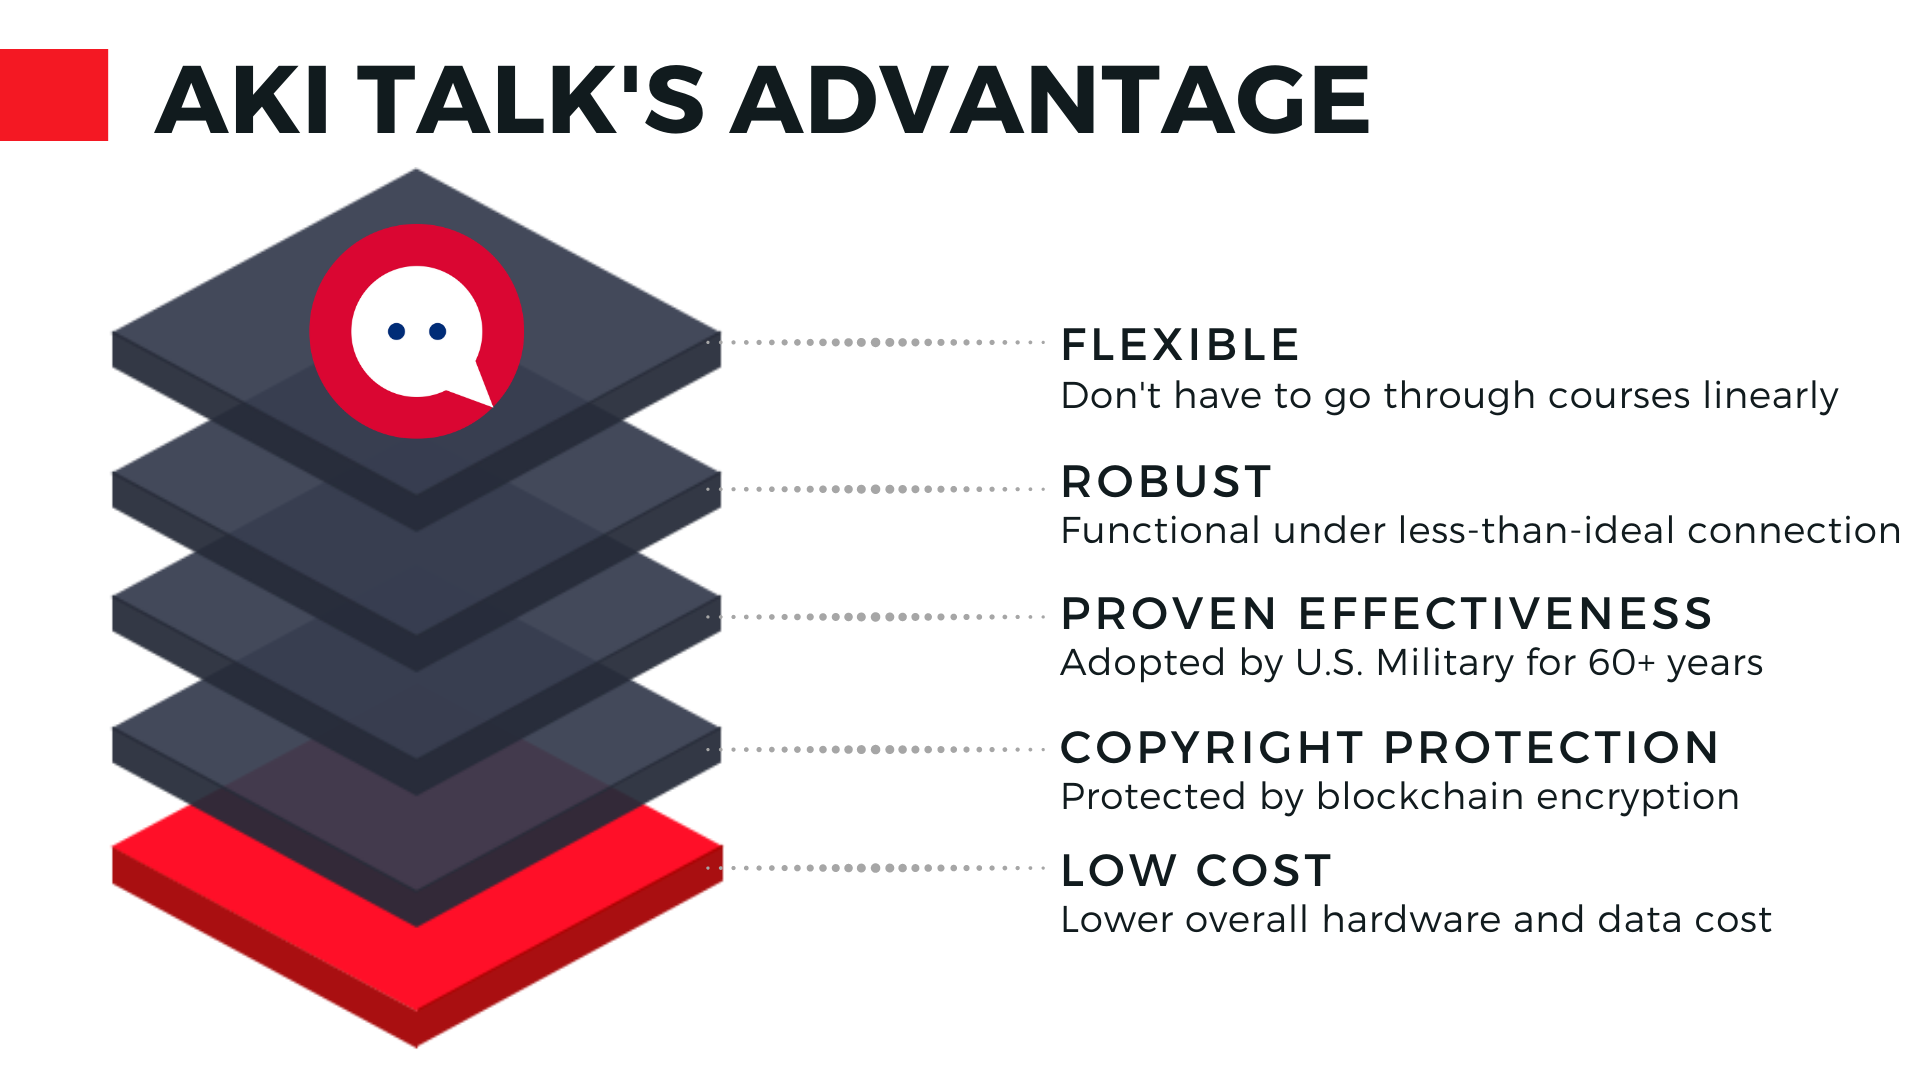 AKI TALK'S ADVANTAGE
FLEXIBLE
Don't have to go through courses linearly
ROBUST
Functional under less-than-ideal connection
PROVEN EFFECTIVENESS
Adopted by U.S. Military for 60+ years
COPYRIGHT PROTECTION
Protected by blockchain encryption
LOW COST
Lower overall hardware and data cost